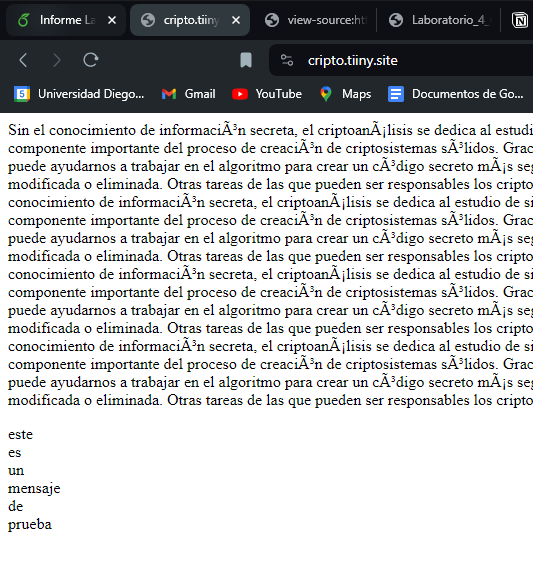 Informe La
cripto.tiiny
view-source:ht
Laboratorio_4_
cripto.tiiny.site
Universidad Diego...
Gmail
YouTube
Maps
Documentos de Go...
Sin el conocimiento de informaciÃ³n secreta, el criptoanÃ¡lisis se dedica al estudi
componente importante del proceso de creaciÃ³n de criptosistemas sÃ³lidos. Grac
puede ayudarnos a trabajar en el algoritmo para crear un cÃ³digo secreto mÃ¡s seg
modificada o eliminada. Otras tareas de las que pueden ser responsables los cripto
conocimiento de informaciÃ³n secreta, el criptoanÃ¡lisis se dedica al estudio de si
componente importante del proceso de creaciÃ³n de criptosistemas sÃ³lidos. Grac
puede ayudarnos a trabajar en el algoritmo para crear un cÃ³digo secreto mÃ¡s seg
modificada o eliminada. Otras tareas de las que pueden ser responsables los cripto
conocimiento de informaciÃ³n secreta, el criptoanÃ¡lisis se dedica al estudio de si
componente importante del proceso de creaciÃ³n de criptosistemas sÃ³lidos. Grac
puede ayudarnos a trabajar en el algoritmo para crear un cÃ³digo secreto mÃ¡s seg
modificada o eliminada. Otras tareas de las que pueden ser responsables los cripto
conocimiento de informaciÃ³n secreta, el criptoanÃ¡lisis se dedica al estudio de si
componente importante del proceso de creaciÃ³n de criptosistemas sÃ³lidos. Grac
puede ayudarnos a trabajar en el algoritmo para crear un cÃ³digo secreto mÃ¡s seg
modificada o eliminada. Otras tareas de las que pueden ser responsables los cripto
este
es
un
mensaje
de
prueba